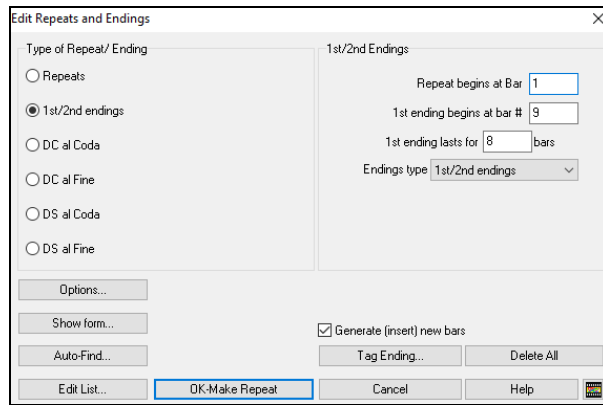 Edit Repeats and Endings
Type of Repeat/ Ending
Repeats
1st/2nd endings
DC al Coda
DC al Fine
DS al Coda
DS al Fine
1st/2nd Endings
Repeat begins at Bar 1
1st ending begins at bar # 9
1st ending lasts for 8 bars
Endings type 1st/2nd endings
Options...
Show form...
Generate (insert) new bars
Auto-Find... Tag Ending... Delete All
Edit List... OK-Make Repeat Cancel Help